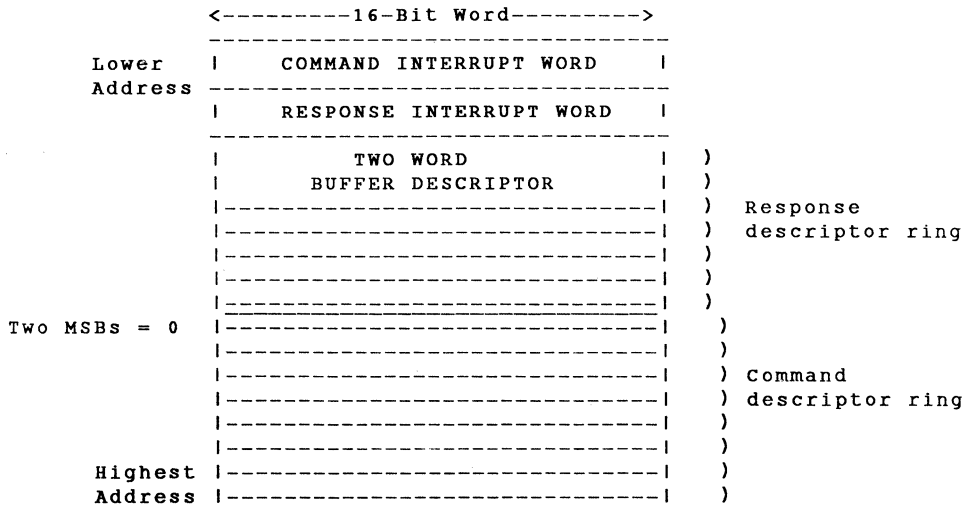 <---------16-Bit Word--------->
Lower | COMMAND INTERRUPT WORD |
Address
| RESPONSE INTERRUPT WORD |
| TWO WORD | )
| BUFFER DESCRIPTOR | )
Response
descriptor ring
Two MSBs = 0
Command
descriptor ring
Highest
Address